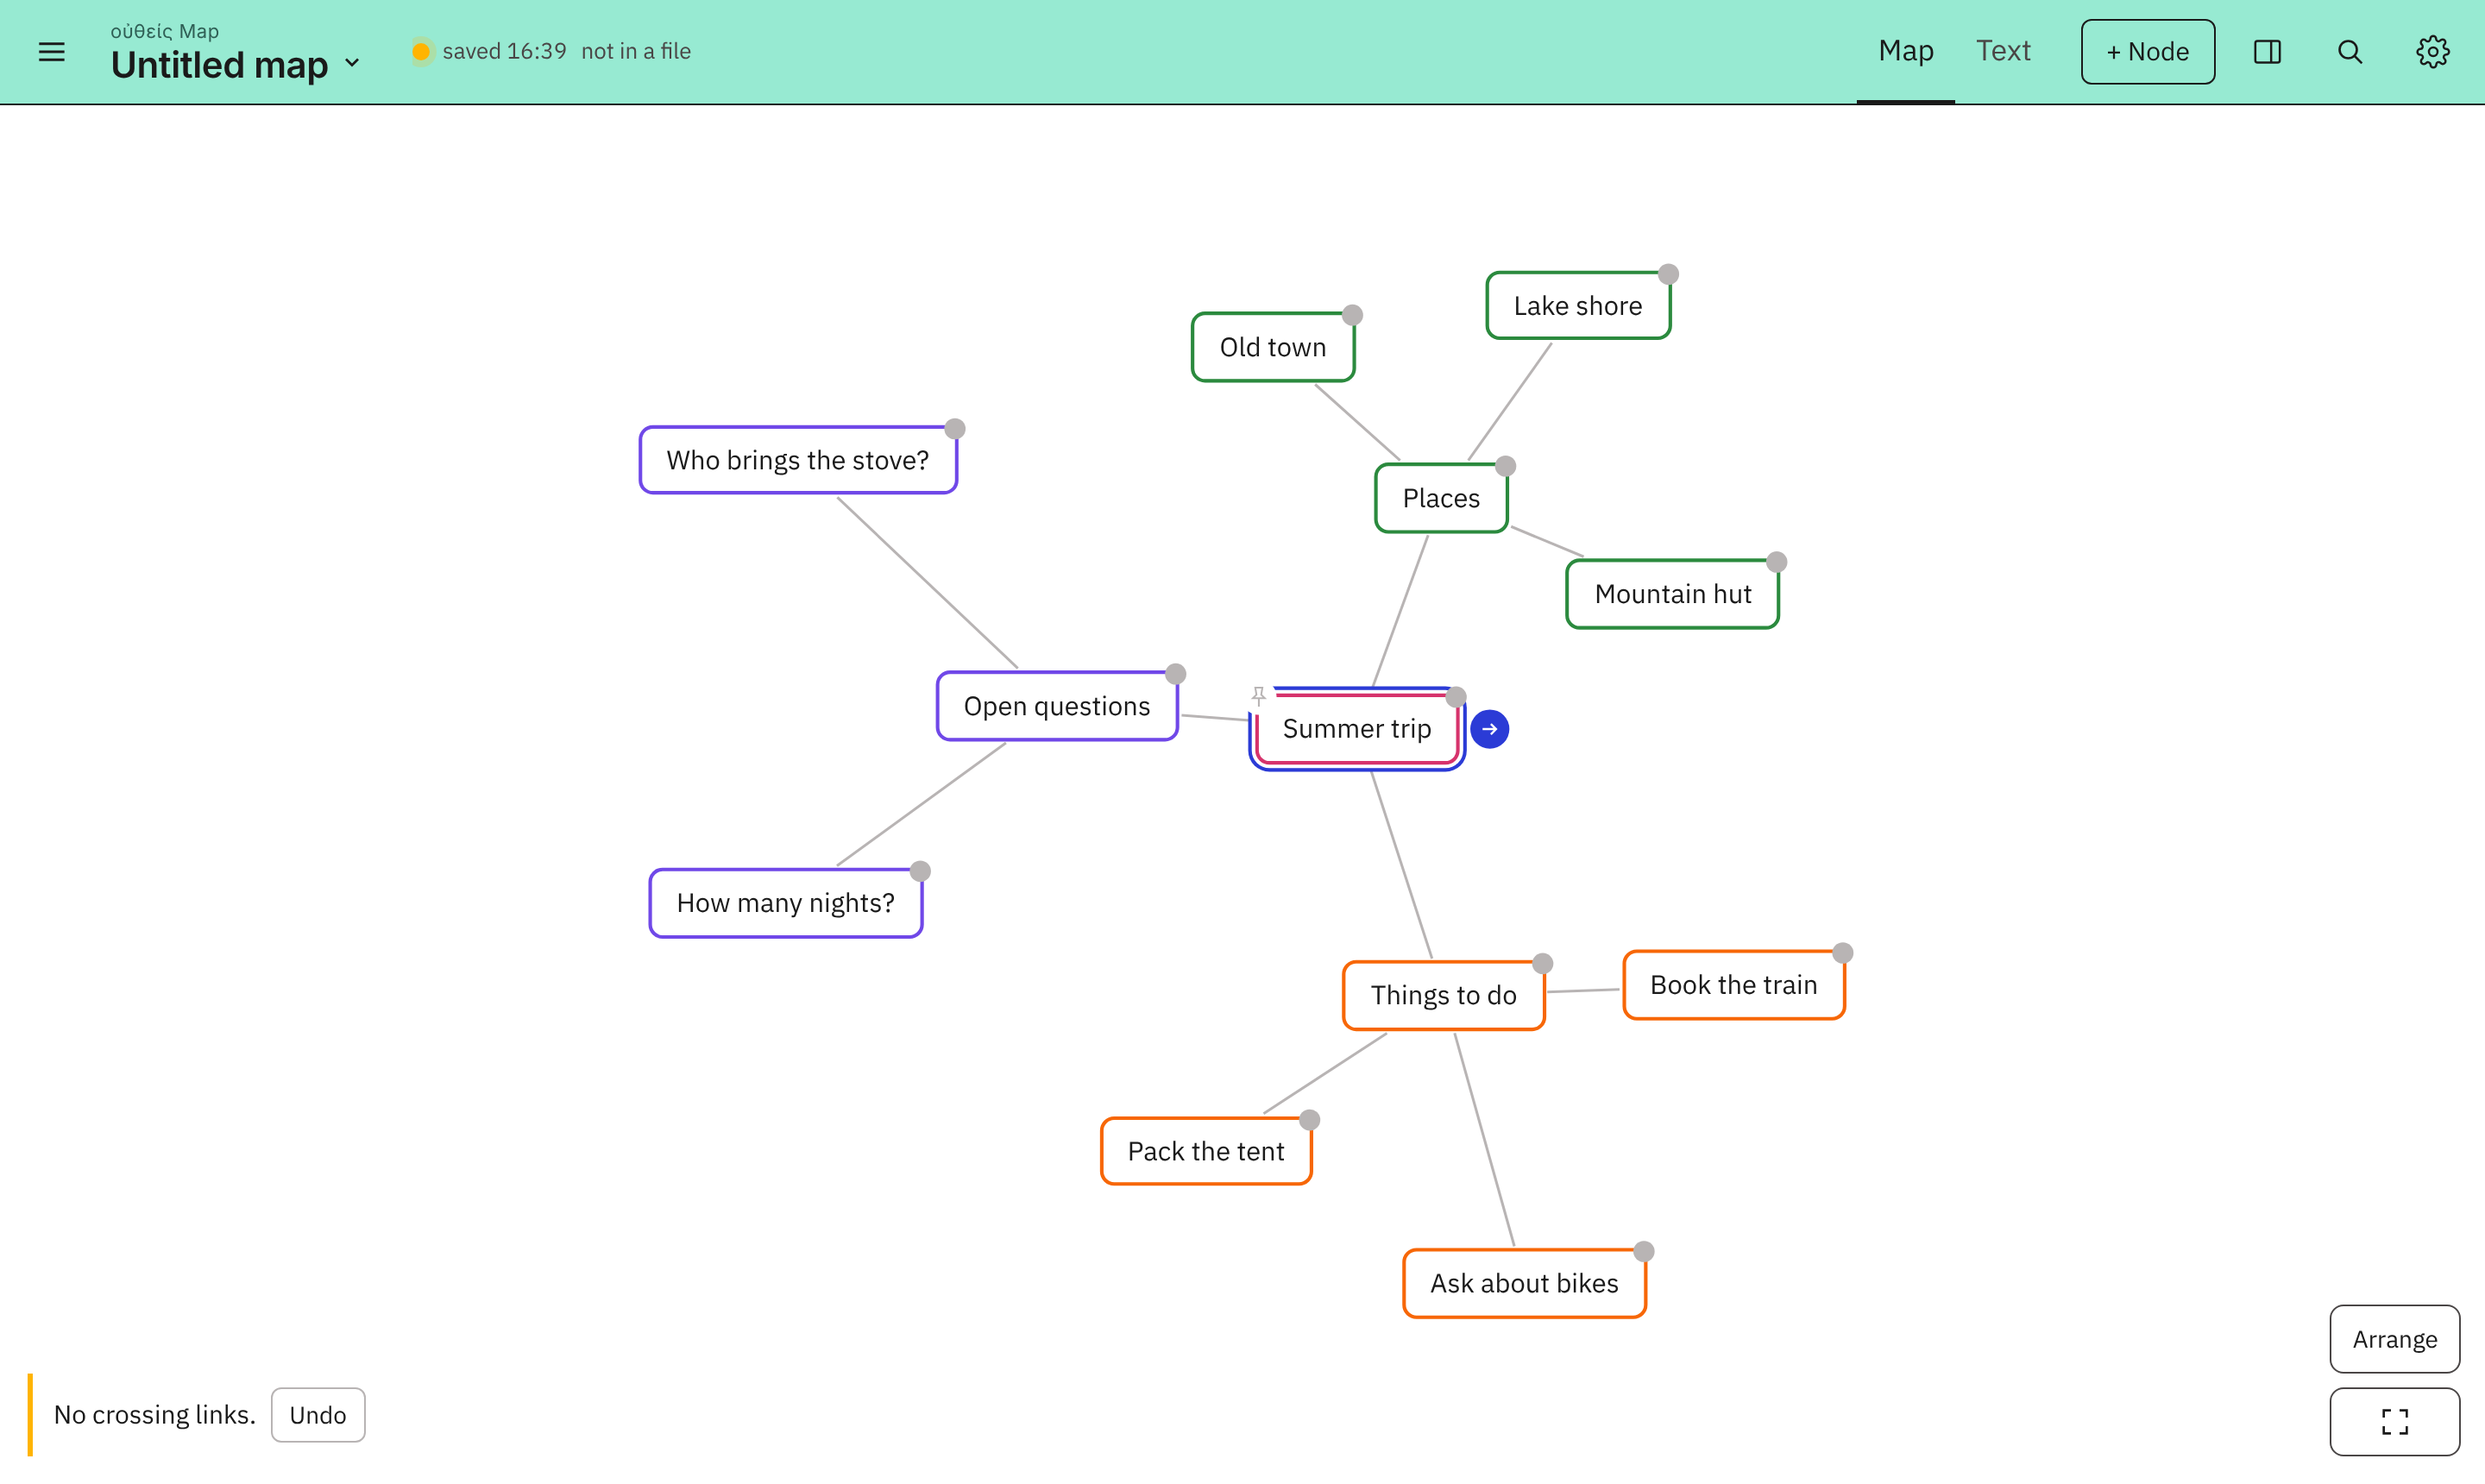 οὐθείς Map
Untitled map
saved 16:39 not in a file
Map Text + Node
Lake shore
Old town
Who brings the stove?
Places
Mountain hut
Open questions
Summer trip
How many nights?
Book the train
Things to do
Pack the tent
Ask about bikes
Arrange
No crossing links. Undo